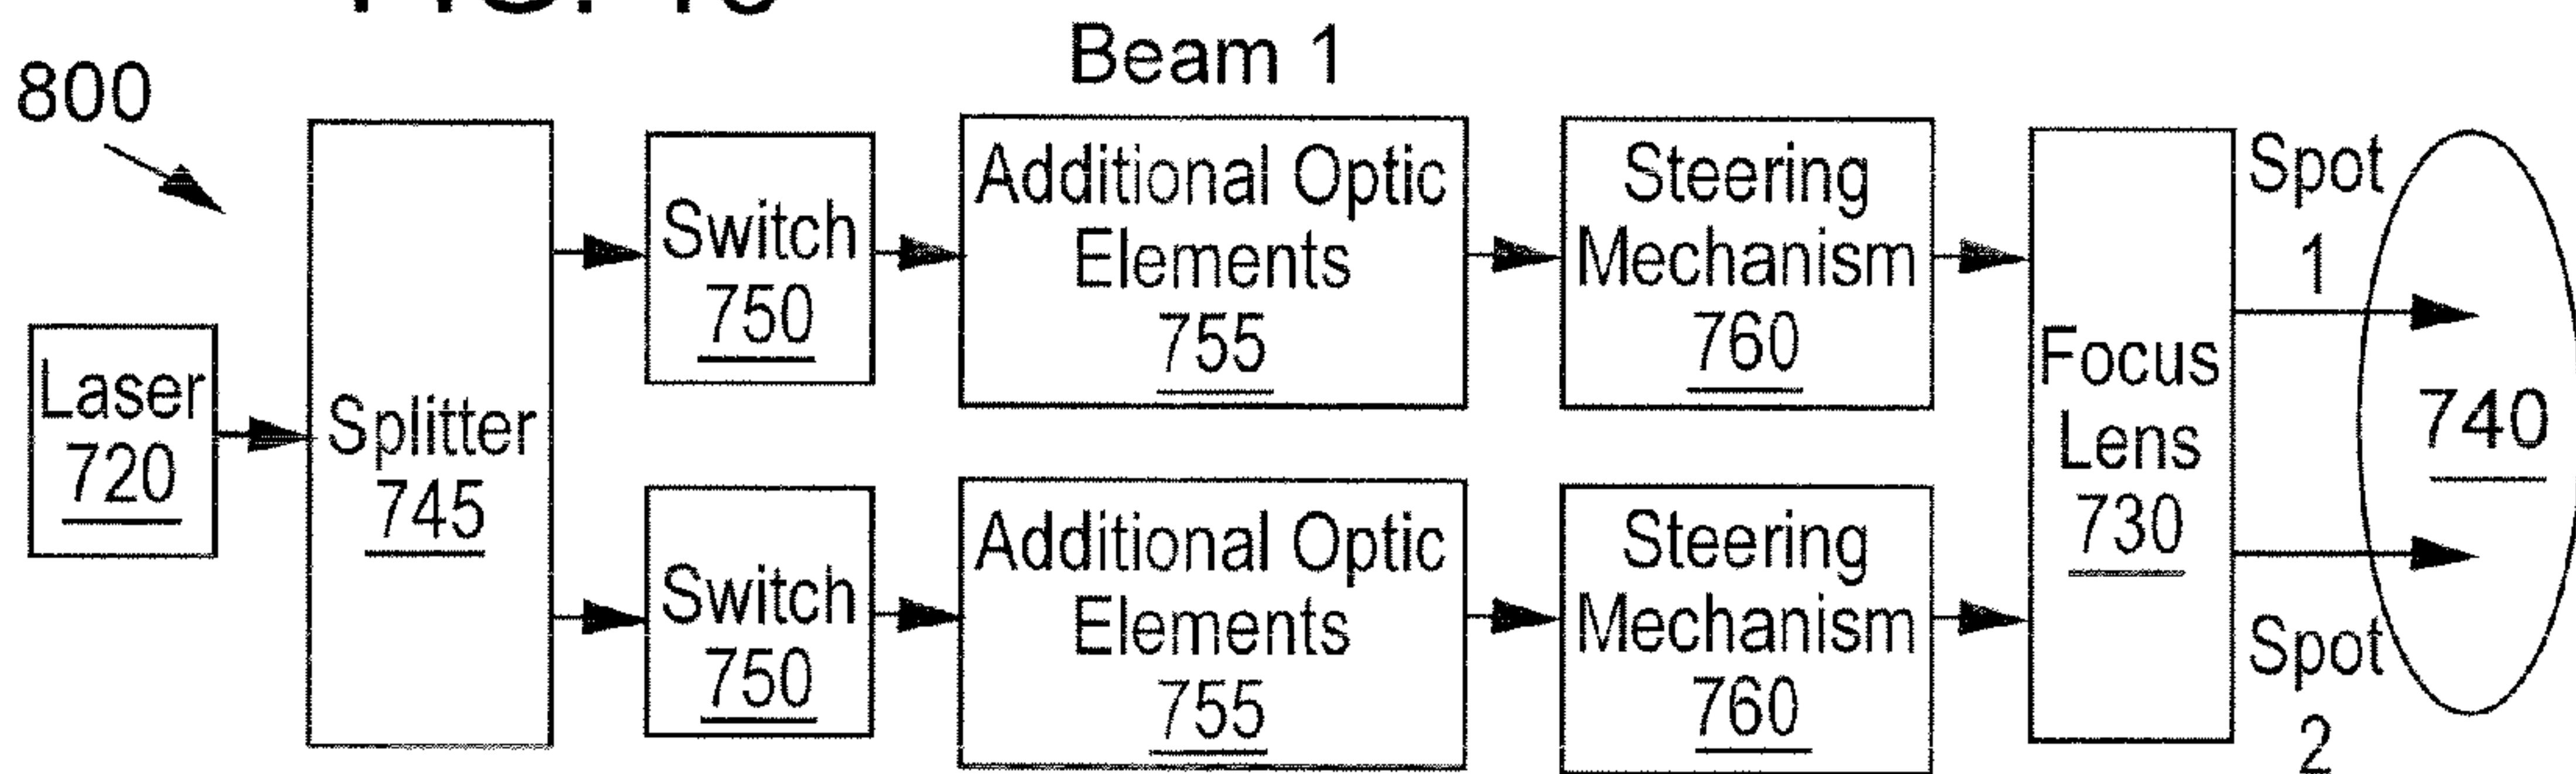 Beam 1
800
Laser
720
Splitter
745
Switch
750
Additional Optic
Elements
755
Steering
Mechanism
760
Switch
750
Additional Optic
Elements
755
Steering
Mechanism
760
Focus
Lens
730
Spot
1
740
Spot
2